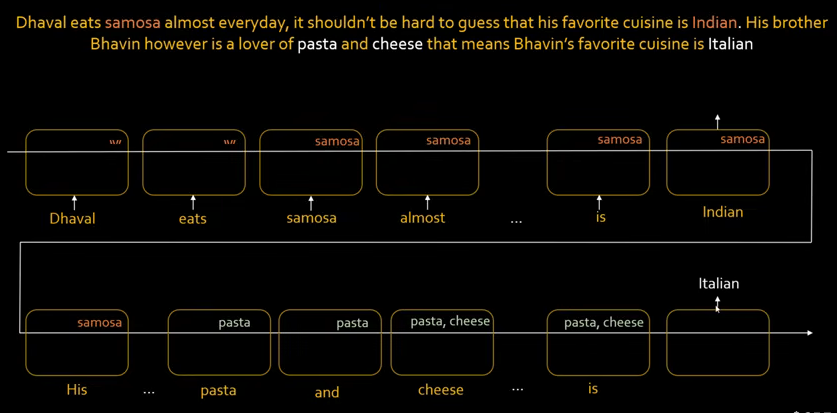 Dhaval eats samosa almost everyday, it shouldn't be hard to guess that his favorite cuisine is Indian. His brother
Bhavin however is a lover of pasta and cheese that means Bhavin's favorite cuisine is Italian
"" "" samosa samosa samosa samosa
Dhaval eats samosa almost ... is Indian
Italian
samosa pasta pasta pasta, cheese pasta, cheese
His ... pasta and cheese ... is